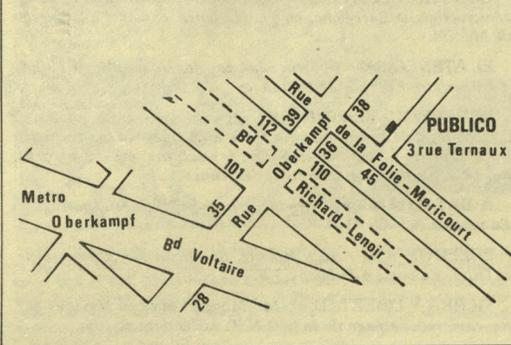 Rue
Oberkampf
Rue
39
112
38
Bd
Richard-Lenoir
36
110
45
101
35
28
de la Folie-Mericourt
PUBLICO
3 rue Ternaux
Metro
Oberkampf
Bd Voltaire